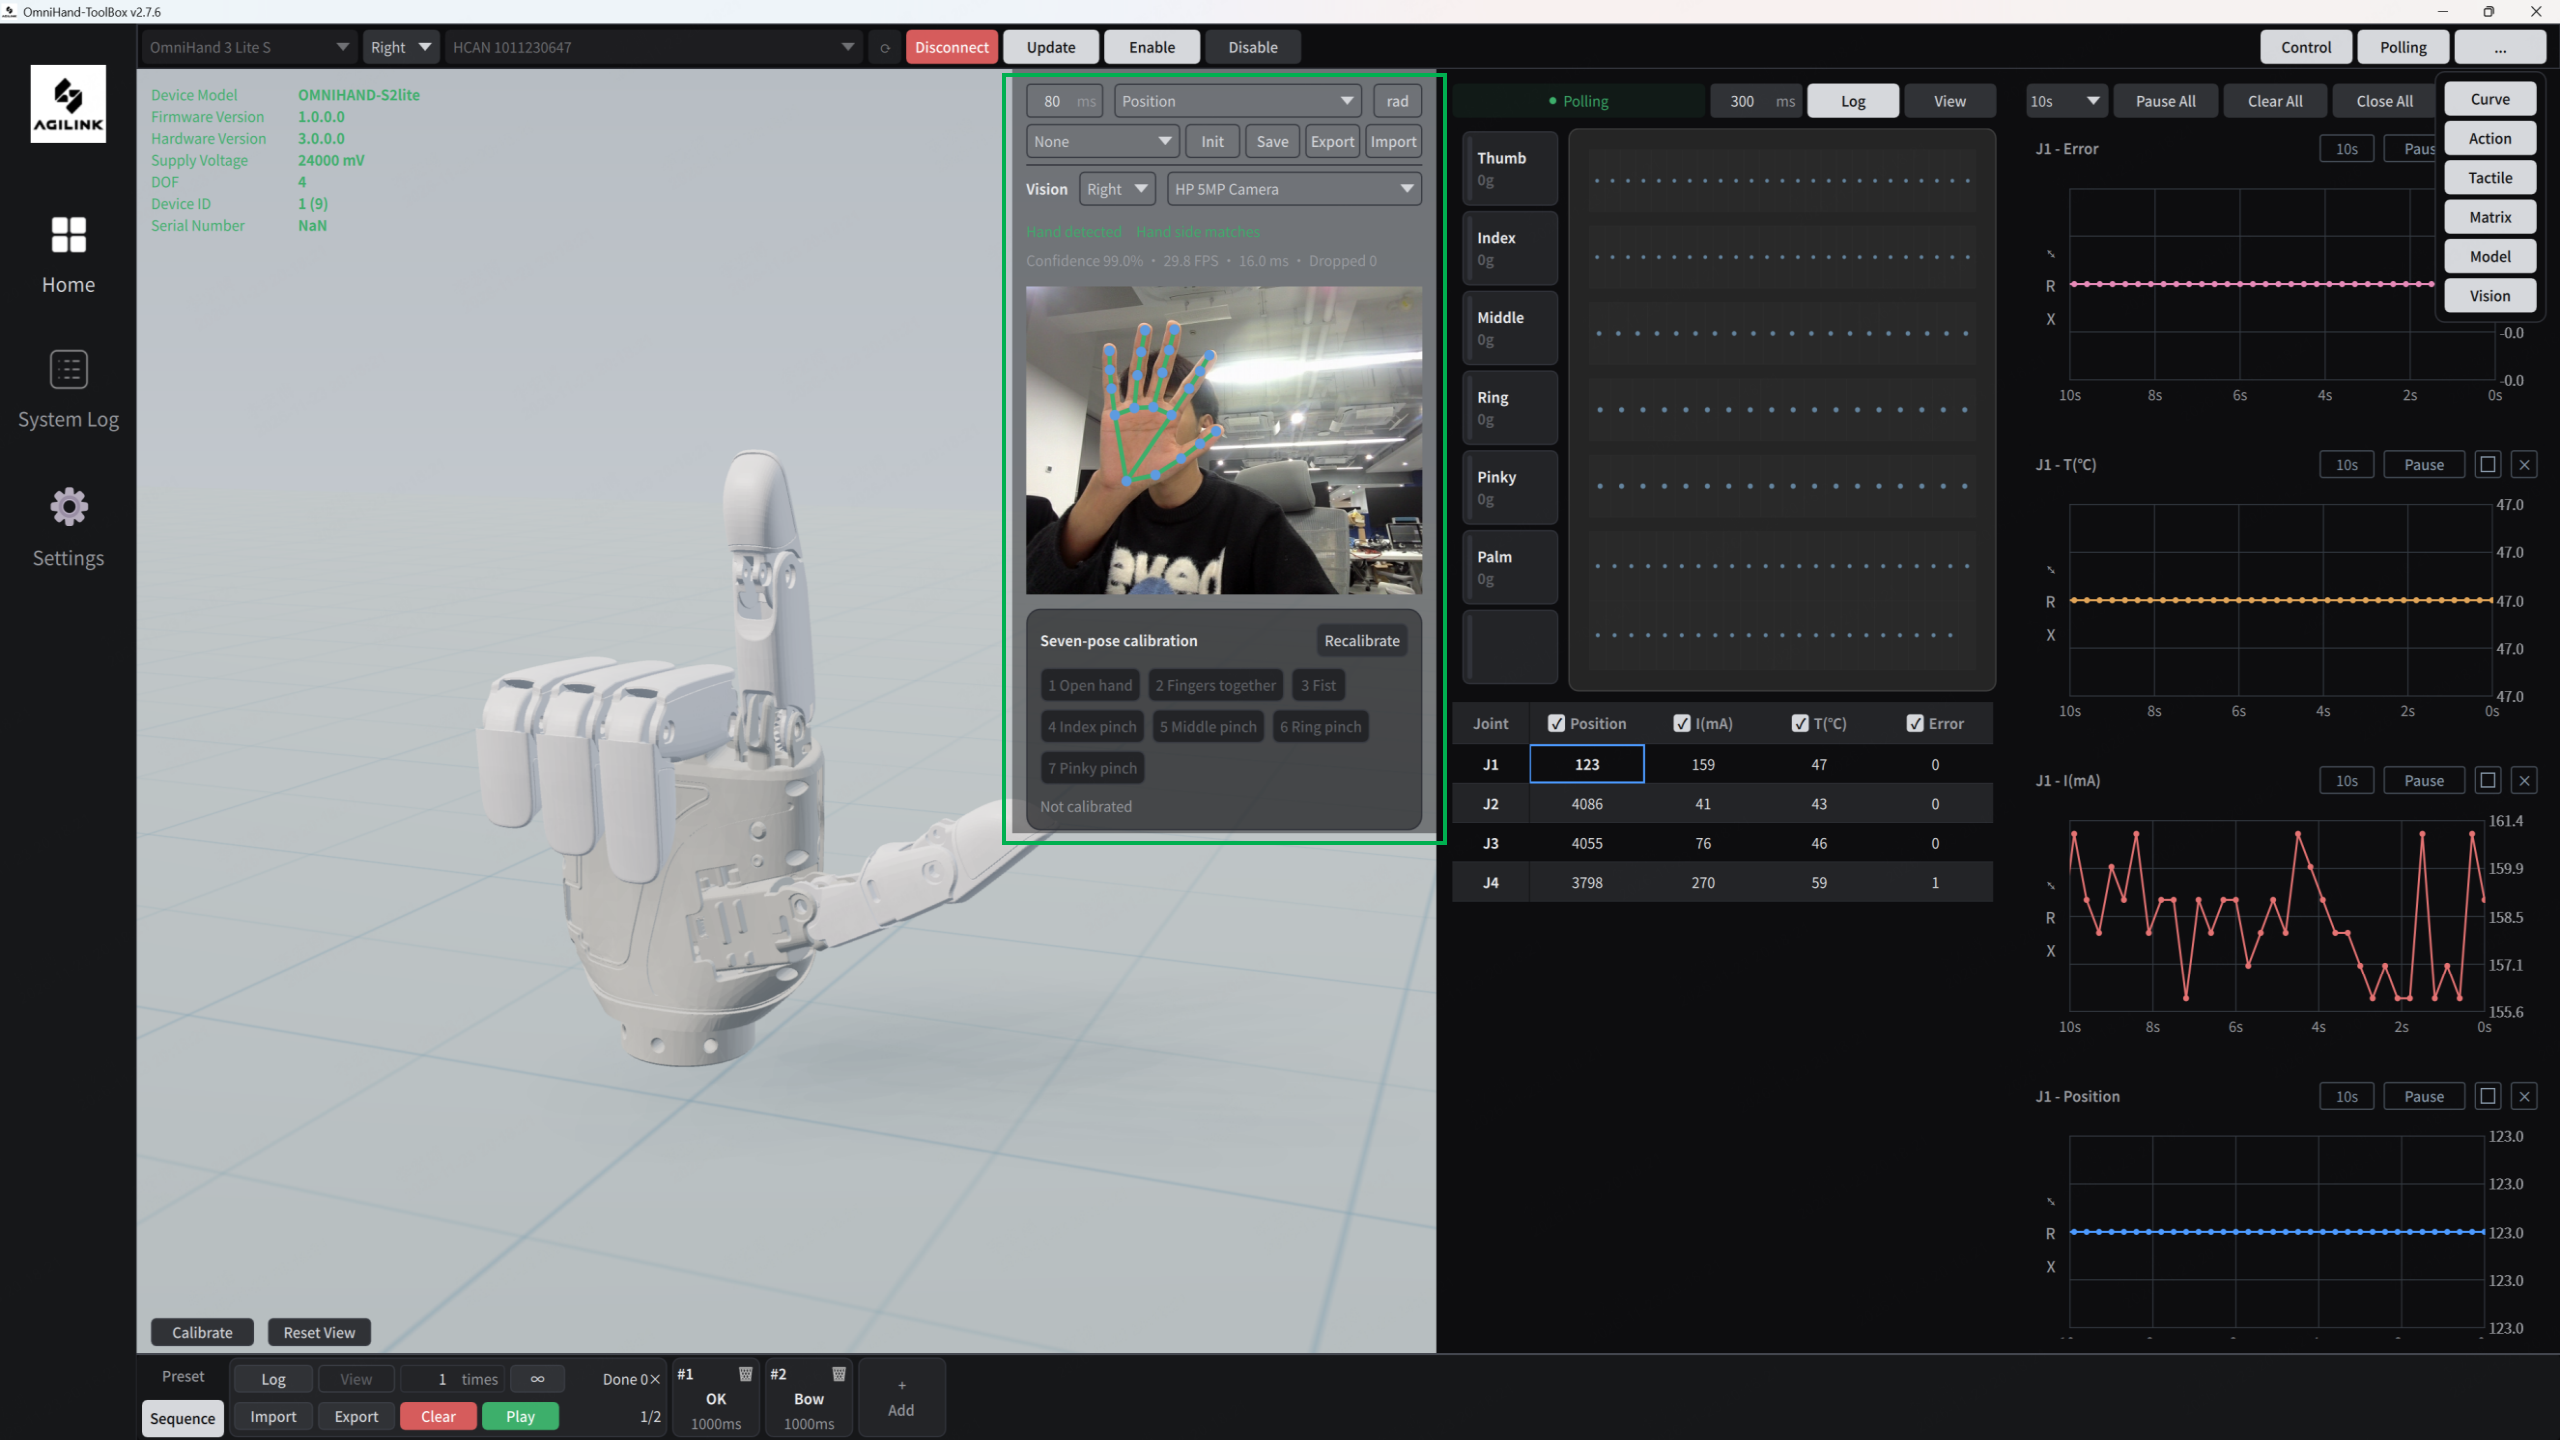 OmniHand-ToolBox v2.7.6
OmniHand 3 Lite S
Right
HCAN 1011230647
Disconnect
Update
Enable
Disable
Control
Polling
...
AGILINK
Home
System Log
Settings
Device Model OMNIHAND-S2lite
Firmware Version 1.0.0.0
Hardware Version 3.0.0.0
Supply Voltage 24000 mV
DOF 4
Device ID 1 (9)
Serial Number NaN
80 ms
Position
rad
None
Init
Save
Export
Import
Vision
Right
HP 5MP Camera
Hand detected Hand side matches
Confidence 99.0% • 29.8 FPS • 16.0 ms • Dropped 0
Seven-pose calibration
Recalibrate
1 Open hand
2 Fingers together
3 Fist
4 Index pinch
5 Middle pinch
6 Ring pinch
7 Pinky pinch
Not calibrated
Calibrate
Reset View
• Polling
300 ms
Log
View
Thumb
0g
Index
0g
Middle
0g
Ring
0g
Pinky
0g
Palm
0g
Joint Position I(mA) T(℃) Error
J1 123 159 47 0
J2 4086 41 43 0
J3 4055 76 46 0
J4 3798 270 59 1
10s
Pause All
Clear All
Close All
Curve
Action
Tactile
Matrix
Model
Vision
J1 - Error
10s
Paus
R
X
-0.0
-0.0
10s 8s 6s 4s 2s 0s
J1 - T(℃)
10s
Pause
47.0
47.0
R
47.0
X
47.0
47.0
10s 8s 6s 4s 2s 0s
J1 - I(mA)
10s
Pause
161.4
159.9
R
158.5
X
157.1
155.6
10s 8s 6s 4s 2s 0s
J1 - Position
10s
Pause
123.0
123.0
R
123.0
X
123.0
123.0
Preset
Sequence
Log
View
1 times
∞
Done 0×
Import
Export
Clear
Play
1/2
#1
OK
1000ms
#2
Bow
1000ms
+
Add